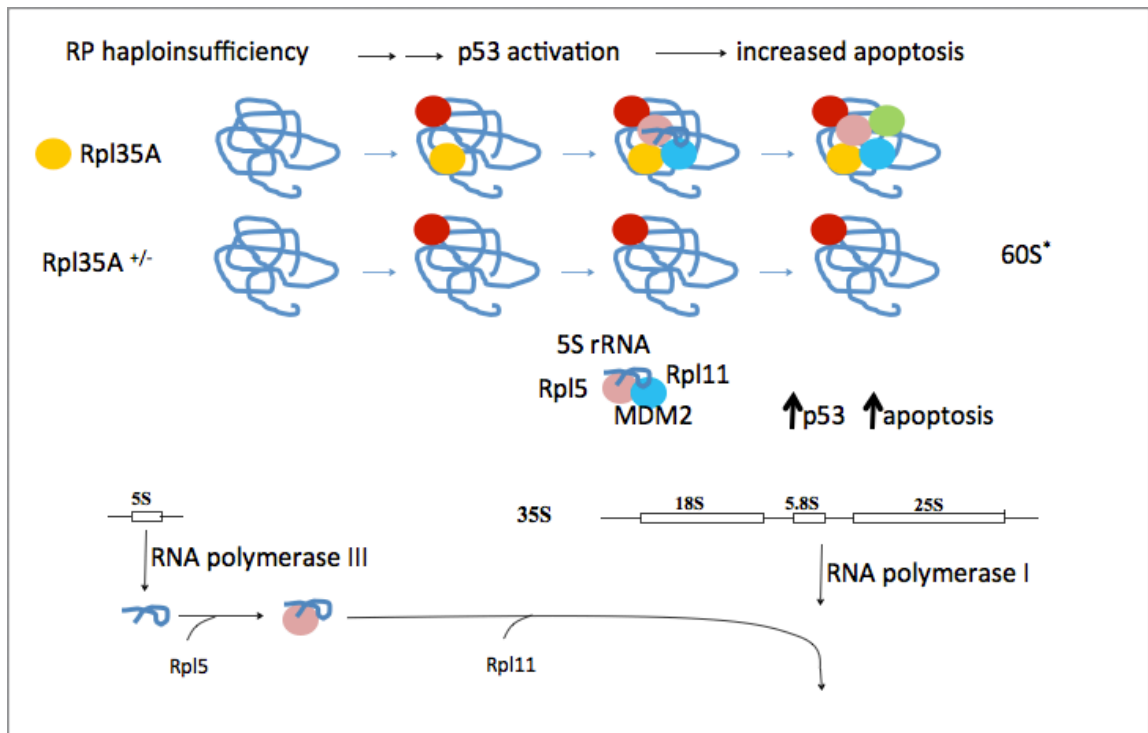 RP haploinsufficiency p53 activation increased apoptosis
Rpl35A
Rpl35A +/- 60S*
5S rRNA
Rpl5 Rpl11
MDM2 p53 apoptosis
5S 35S 18S 5.8S 25S
RNA polymerase III RNA polymerase I
Rpl5 Rpl11